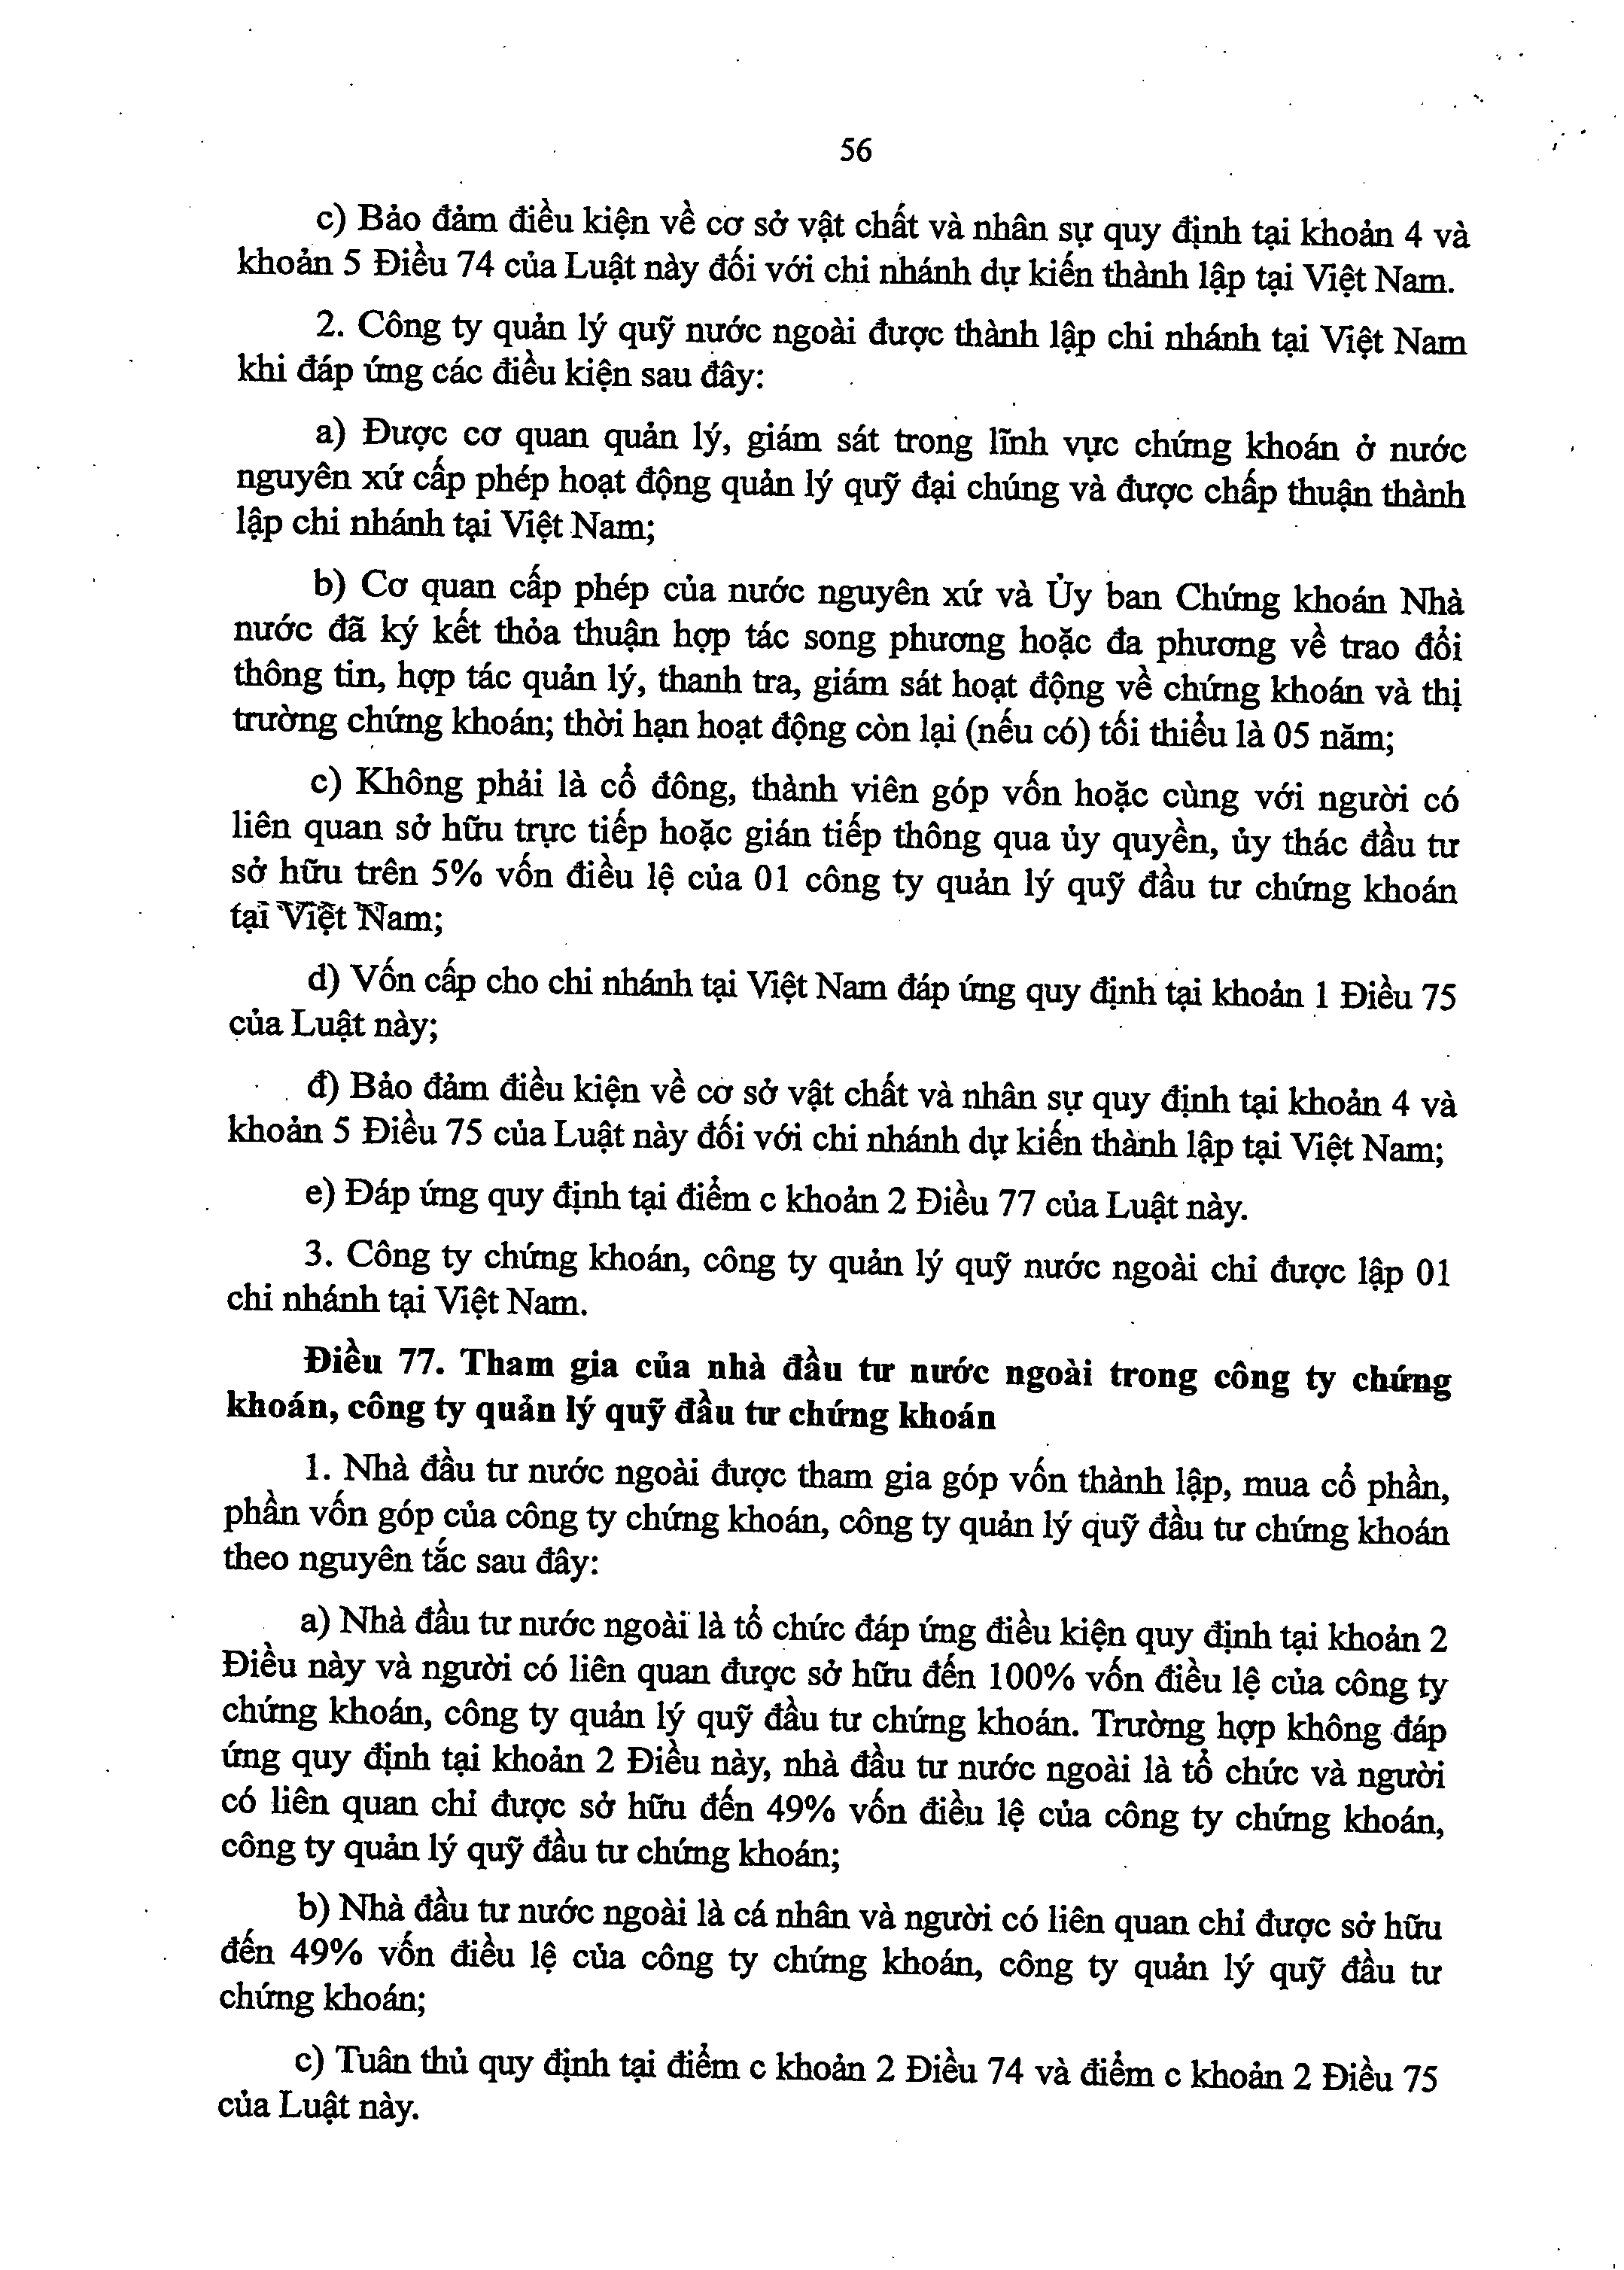 56
c) Bảo đảm điều kiện về cơ sở vật chất và nhân sự quy định tại khoản 4 và
khoản 5 Điều 74 của Luật này đối với chi nhánh dự kiến thành lập tại Việt Nam.
2. Công ty quản lý quỹ nước ngoài được thành lập chi nhánh tại Việt Nam
khi đáp ứng các điều kiện sau đây:
a) Được cơ quan quản lý, giám sát trong lĩnh vực chứng khoán ở nước
nguyên xứ cấp phép hoạt động quản lý quỹ đại chúng và được chấp thuận thành
lập chi nhánh tại Việt Nam;
b) Cơ quan cấp phép của nước nguyên xứ và Ủy ban Chứng khoán Nhà
nước đã ký kết thỏa thuận hợp tác song phương hoặc đa phương về trao đổi
thông tin, hợp tác quản lý, thanh tra, giám sát hoạt động về chứng khoán và thị
trường chứng khoán; thời hạn hoạt động còn lại (nếu có) tối thiểu là 05 năm;
c) Không phải là cổ đông, thành viên góp vốn hoặc cùng với người có
liên quan sở hữu trực tiếp hoặc gián tiếp thông qua ủy quyền, ủy thác đầu tư
sở hữu trên 5% vốn điều lệ của 01 công ty quản lý quỹ đầu tư chứng khoán
tại Việt Nam;
d) Vốn cấp cho chi nhánh tại Việt Nam đáp ứng quy định tại khoản 1 Điều 75
của Luật này;
đ) Bảo đảm điều kiện về cơ sở vật chất và nhân sự quy định tại khoản 4 và
khoản 5 Điều 75 của Luật này đối với chi nhánh dự kiến thành lập tại Việt Nam;
e) Đáp ứng quy định tại điểm c khoản 2 Điều 77 của Luật này.
3. Công ty chứng khoán, công ty quản lý quỹ nước ngoài chỉ được lập 01
chi nhánh tại Việt Nam.
Điều 77. Tham gia của nhà đầu tư nước ngoài trong công ty chứng
khoán, công ty quản lý quỹ đầu tư chứng khoán
1. Nhà đầu tư nước ngoài được tham gia góp vốn thành lập, mua cổ phần,
phần vốn góp của công ty chứng khoán, công ty quản lý quỹ đầu tư chứng khoán
theo nguyên tắc sau đây:
a) Nhà đầu tư nước ngoài là tổ chức đáp ứng điều kiện quy định tại khoản 2
Điều này và người có liên quan được sở hữu đến 100% vốn điều lệ của công ty
chứng khoán, công ty quản lý quỹ đầu tư chứng khoán. Trường hợp không đáp
ứng quy định tại khoản 2 Điều này, nhà đầu tư nước ngoài là tổ chức và người
có liên quan chỉ được sở hữu đến 49% vốn điều lệ của công ty chứng khoán,
công ty quản lý quỹ đầu tư chứng khoán;
b) Nhà đầu tư nước ngoài là cá nhân và người có liên quan chỉ được sở hữu
đến 49% vốn điều lệ của công ty chứng khoán, công ty quản lý quỹ đầu tư
chứng khoán;
c) Tuân thủ quy định tại điểm c khoản 2 Điều 74 và điểm c khoản 2 Điều 75
của Luật này.